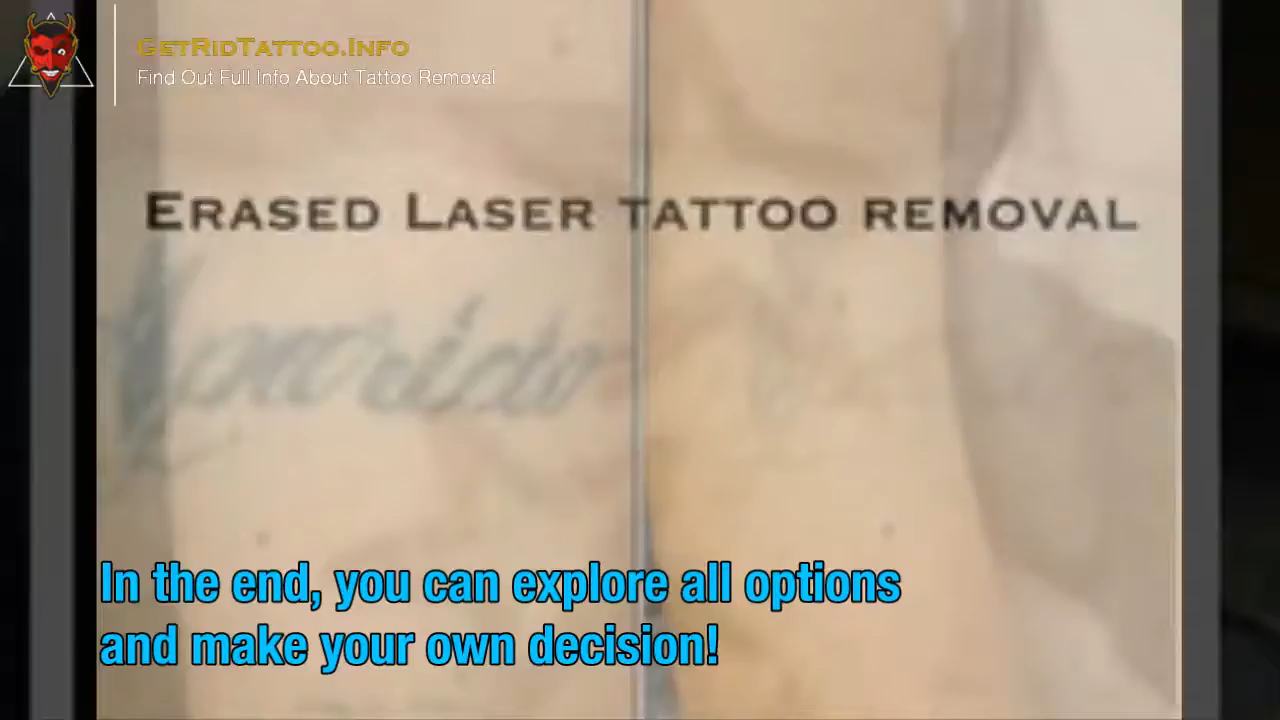 GetRidTattoo.Info
Find Out Full Info About Tattoo Removal
Erased Laser tattoo removal
In the end, you can explore all options
and make your own decision!